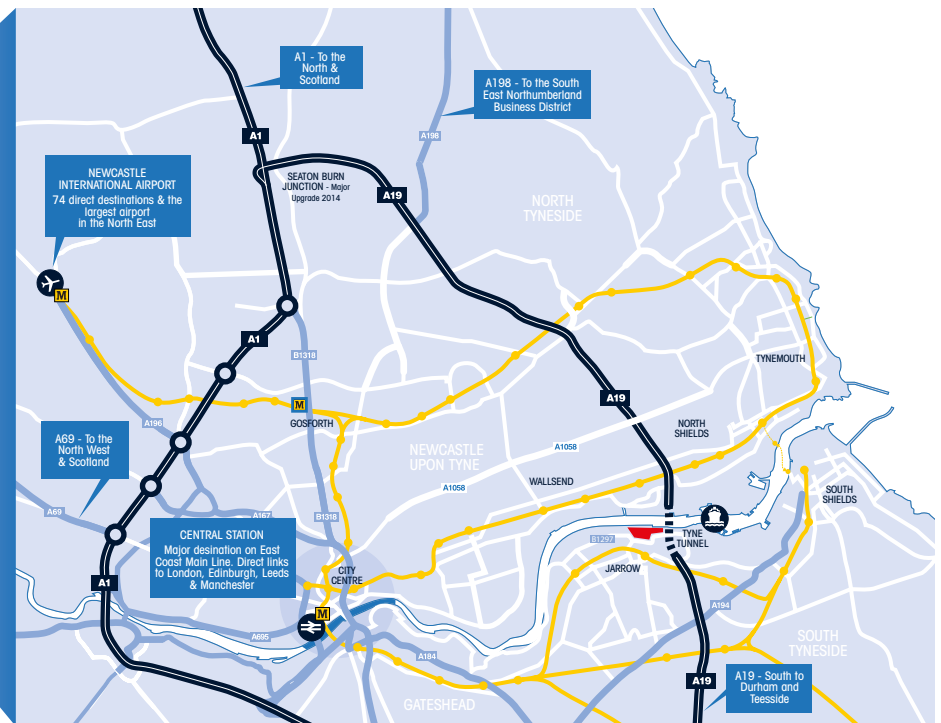 A1 - To the
North &
Scotland
A198 - To the South
East Northumberland
Business District
A1
A198
NEWCASTLE
INTERNATIONAL AIRPORT
74 direct destinations & the
largest airport
in the North East
SEATON BURN
JUNCTION - Major
Upgrade 2014
A19
NORTH
TYNESIDE
M
A1
B1318
TYNEMOUTH
A19
M
GOSFORTH
A196
NORTH
SHIELDS
A69 - To the
North West
& Scotland
NEWCASTLE
UPON TYNE
A1058
A1058
WALLSEND
SOUTH
SHIELDS
A69
A167
B1318
CENTRAL STATION
Major desination on East
Coast Main Line. Direct links
to London, Edinburgh, Leeds
& Manchester
B1297
TYNE
TUNNEL
JARROW
CITY
CENTRE
A1
A194
M
A695
A184
SOUTH
TYNESIDE
A19
A19 - South to
Durham and
Teesside
GATESHEAD